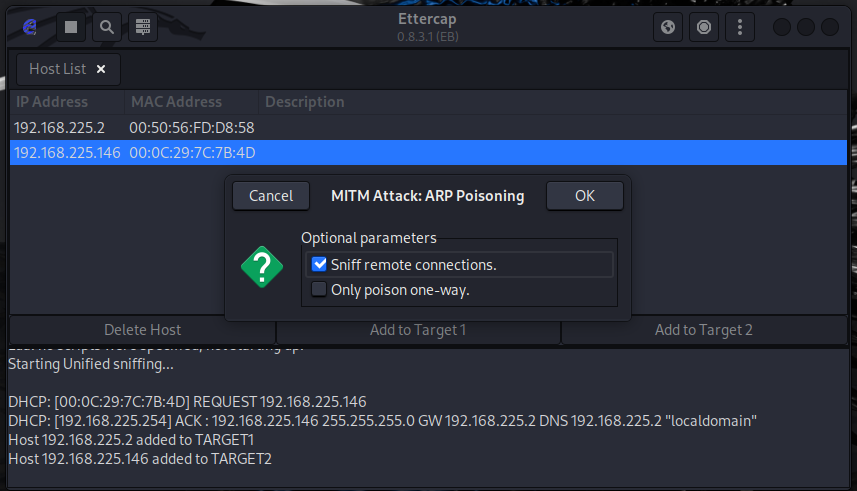 Ettercap
0.8.3.1 (EB)
Host List
IP Address MAC Address Description
192.168.225.2 00:50:56:FD:D8:58
192.168.225.146 00:0C:29:7C:7B:4D
Cancel MITM Attack: ARP Poisoning OK
Optional parameters
Sniff remote connections.
Only poison one-way.
Delete Host Add to Target 1 Add to Target 2
Starting Unified sniffing...
DHCP: [00:0C:29:7C:7B:4D] REQUEST 192.168.225.146
DHCP: [192.168.225.254] ACK : 192.168.225.146 255.255.255.0 GW 192.168.225.2 DNS 192.168.225.2 "localdomain"
Host 192.168.225.2 added to TARGET1
Host 192.168.225.146 added to TARGET2